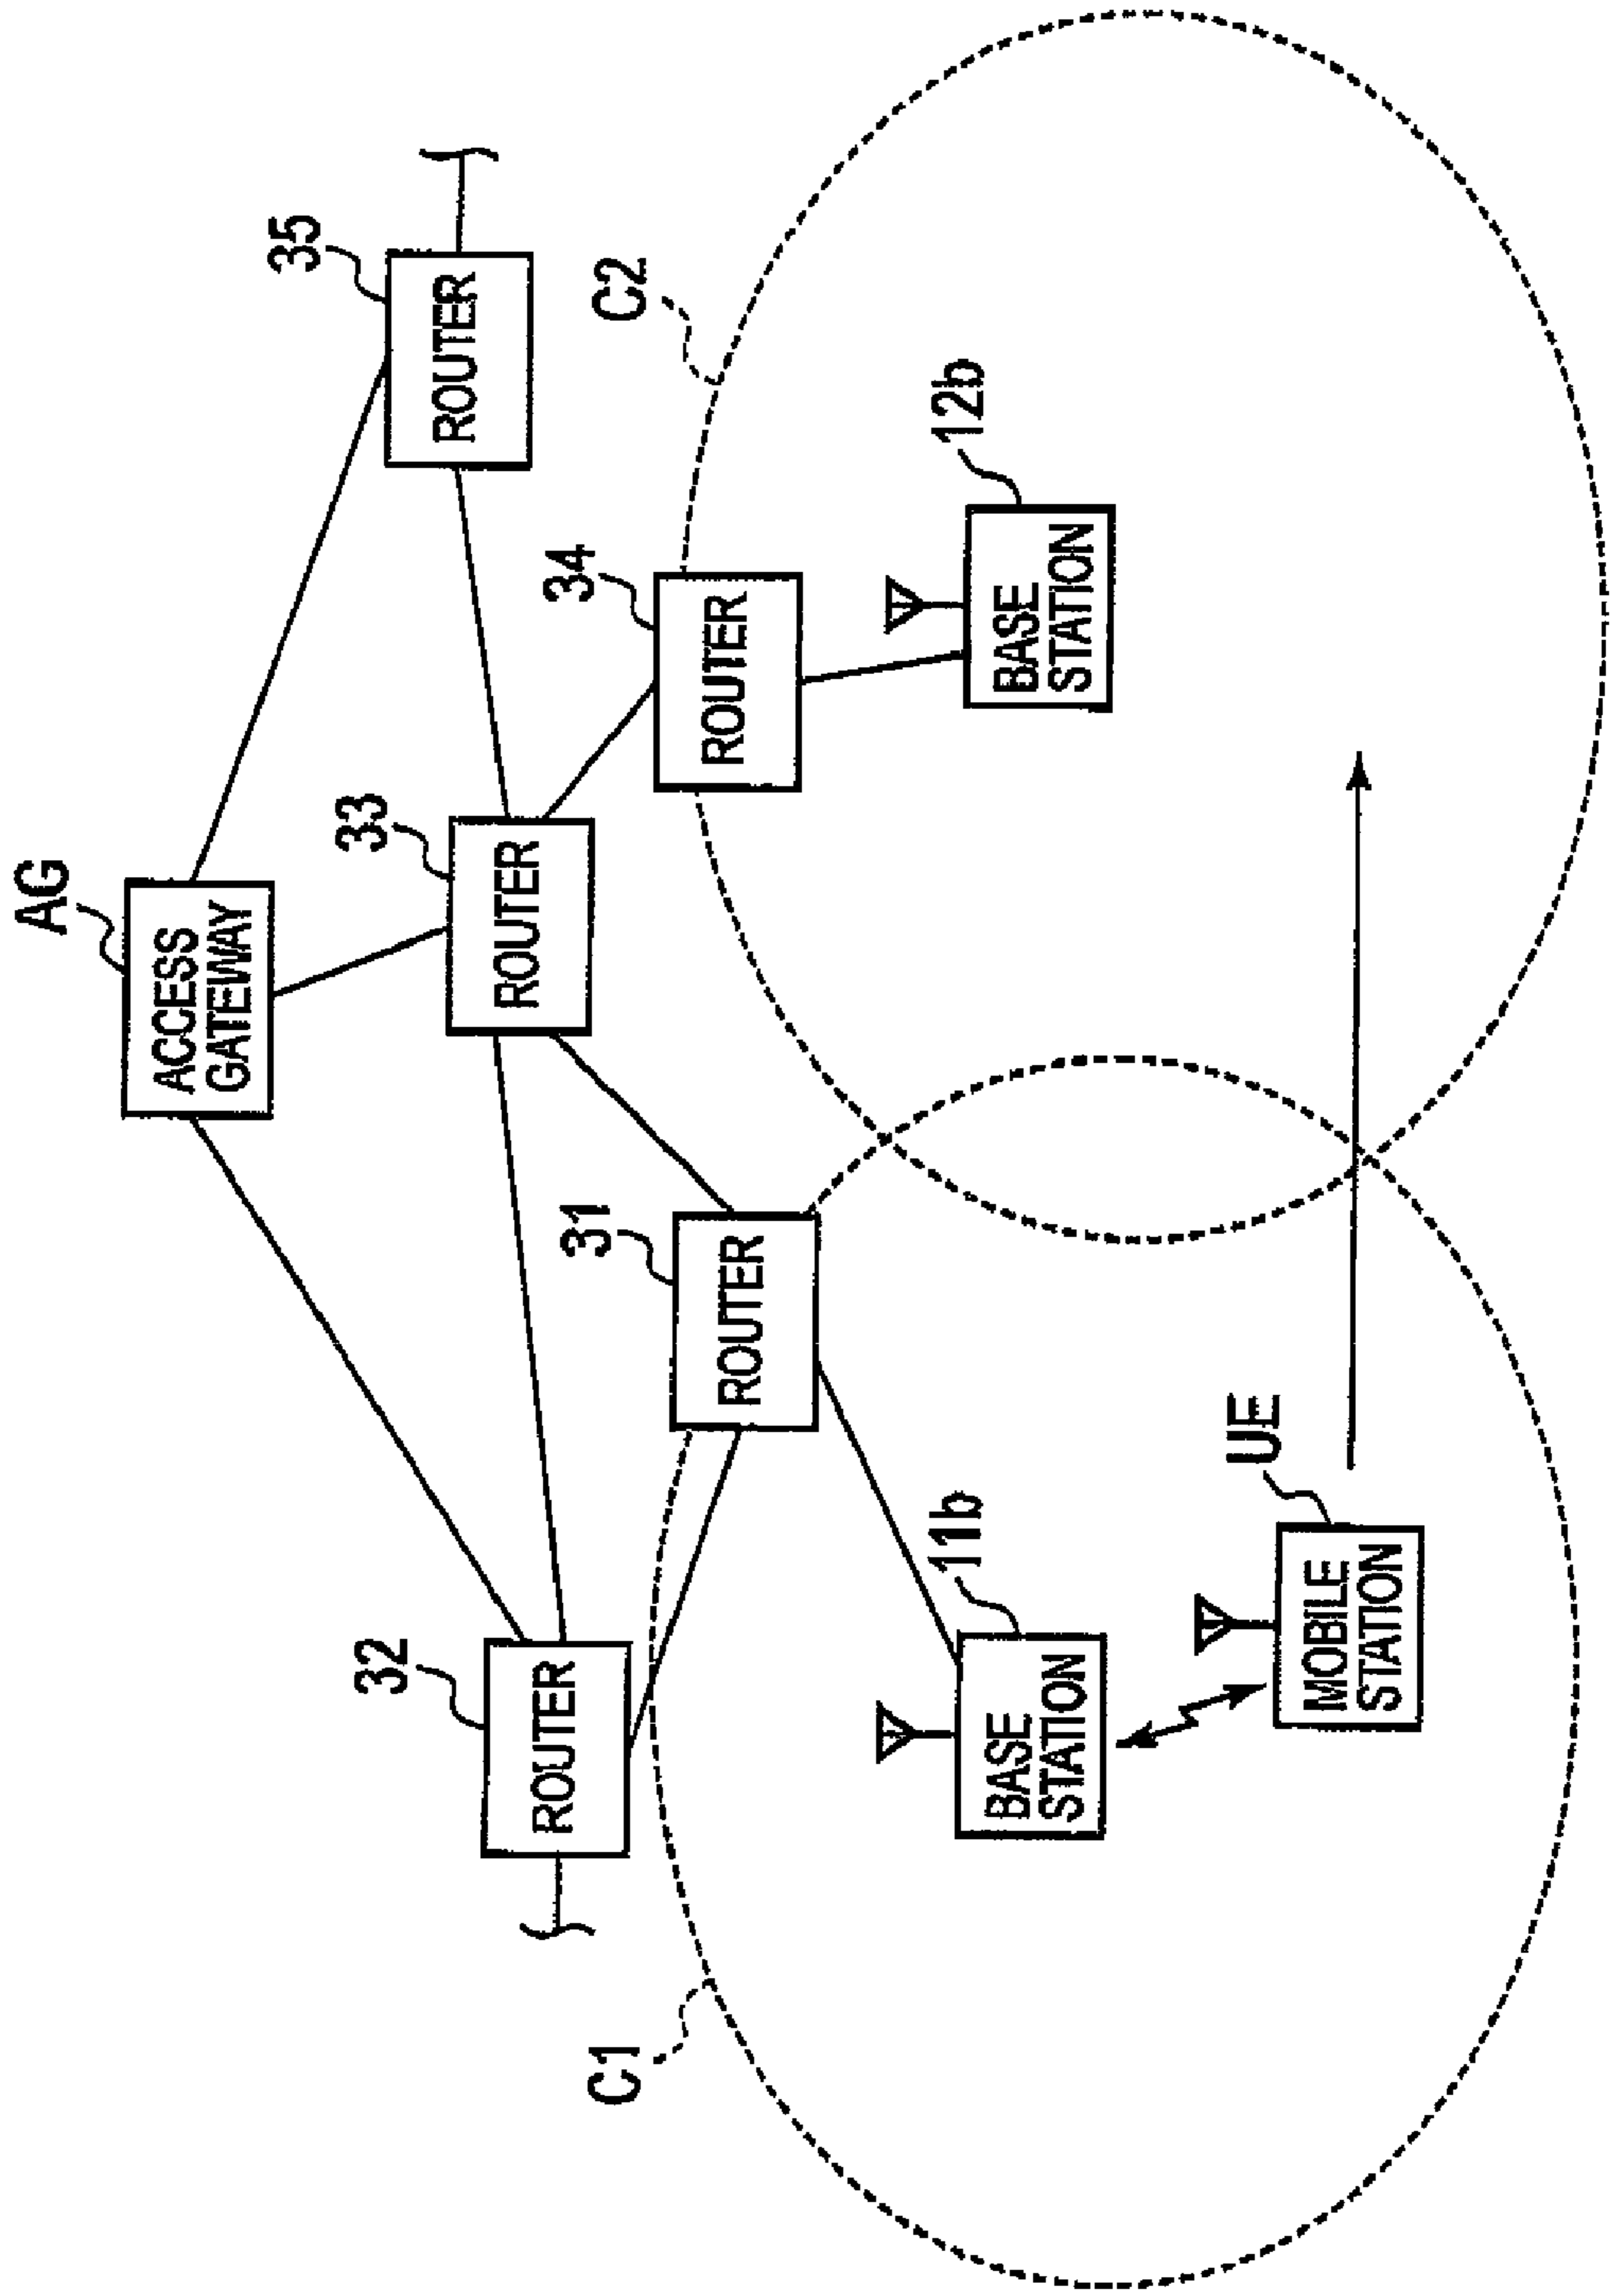 AG
ACCESS
GATEWAY
35
ROUTER
33
ROUTER
32
ROUTER
34
ROUTER
31
ROUTER
C1
C2
11b
BASE
STATION
12b
BASE
STATION
UE
MOBILE
STATION